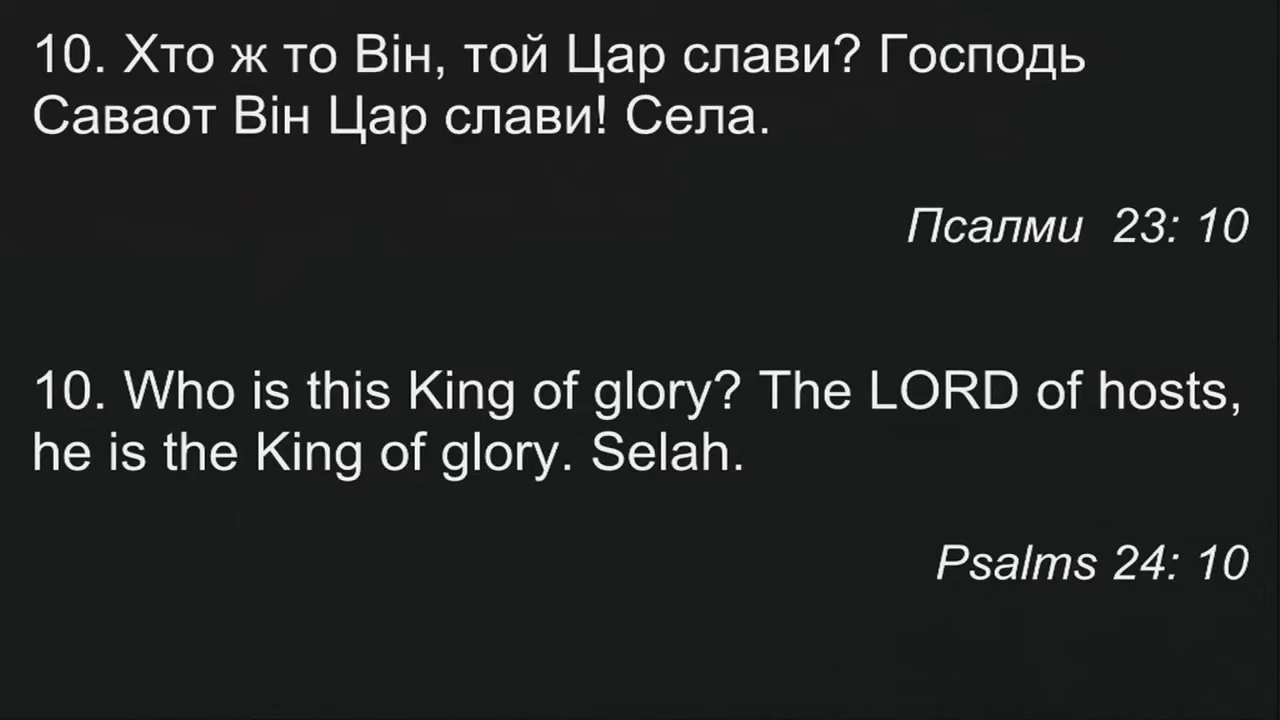 10. Хто ж то Він, той Цар слави? Господь
Саваот Він Цар слави! Села.
Псалми 23: 10
10. Who is this King of glory? The LORD of hosts,
he is the King of glory. Selah.
Psalms 24: 10